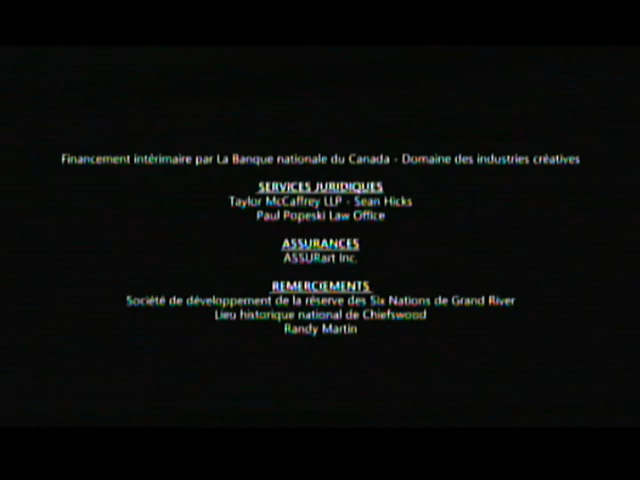 Financement intérimaire par La Banque nationale du Canada - Domaine des industries créatives
SERVICES JURIDIQUES
Taylor McCaffrey LLP - Sean Hicks
Paul Popeski Law Office
ASSURANCES
ASSURart Inc.
REMERCIEMENTS
Société de développement de la réserve des Six Nations de Grand River
Lieu historique national de Chiefswood
Randy Martin